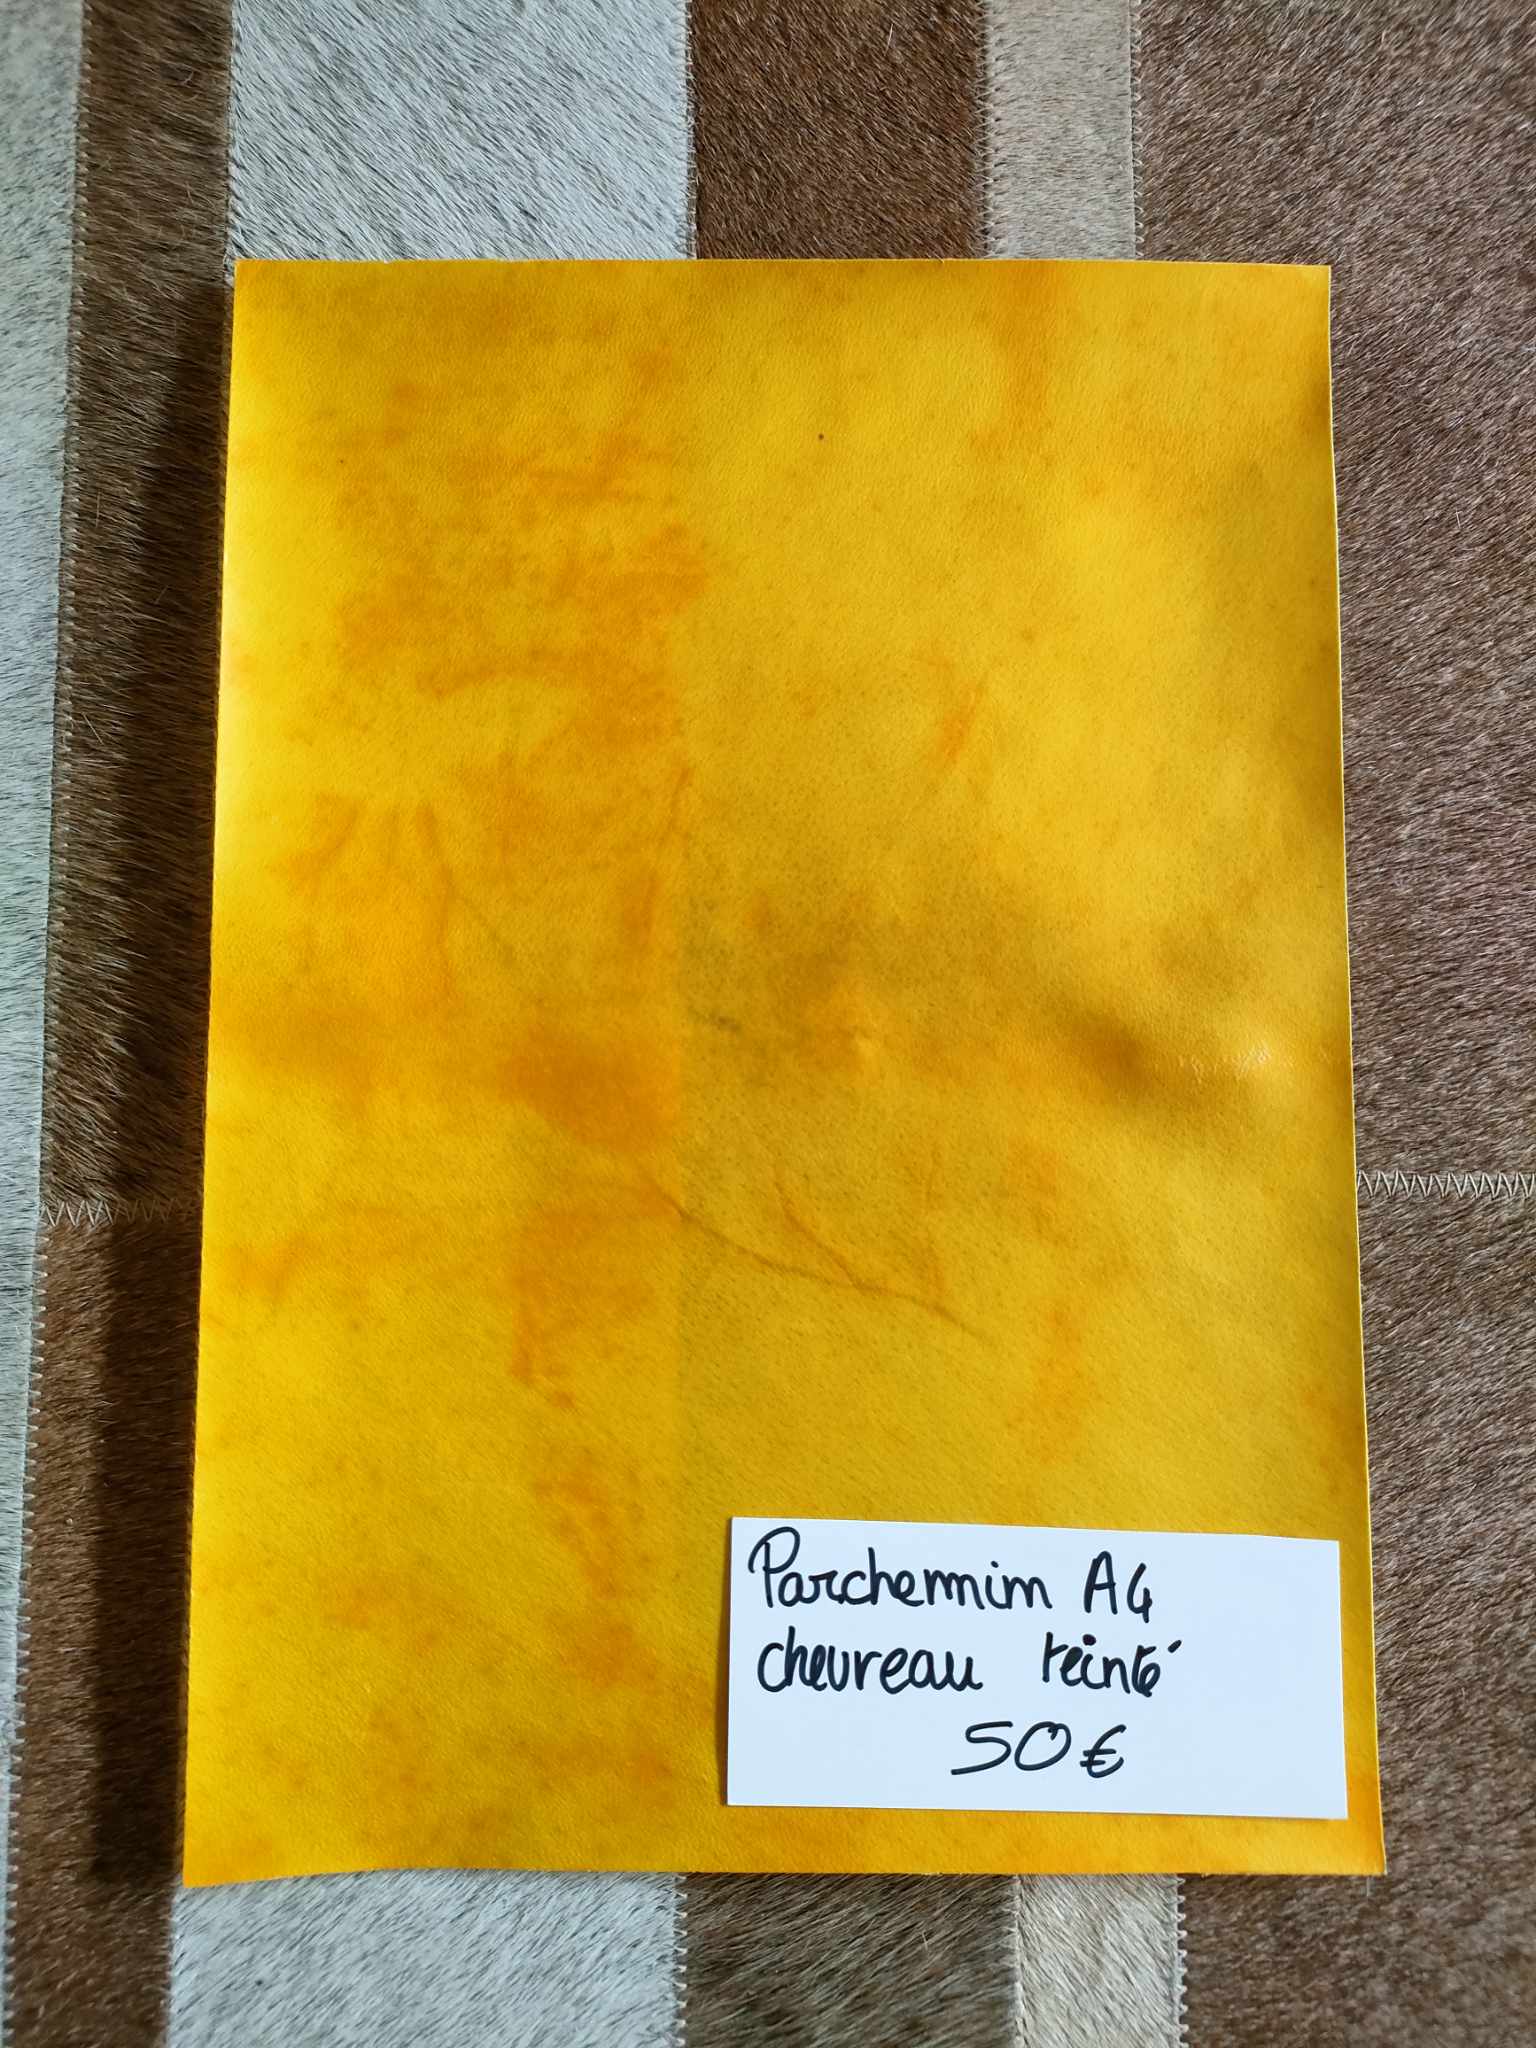 Parchemin A4
chevreau teinté
50€